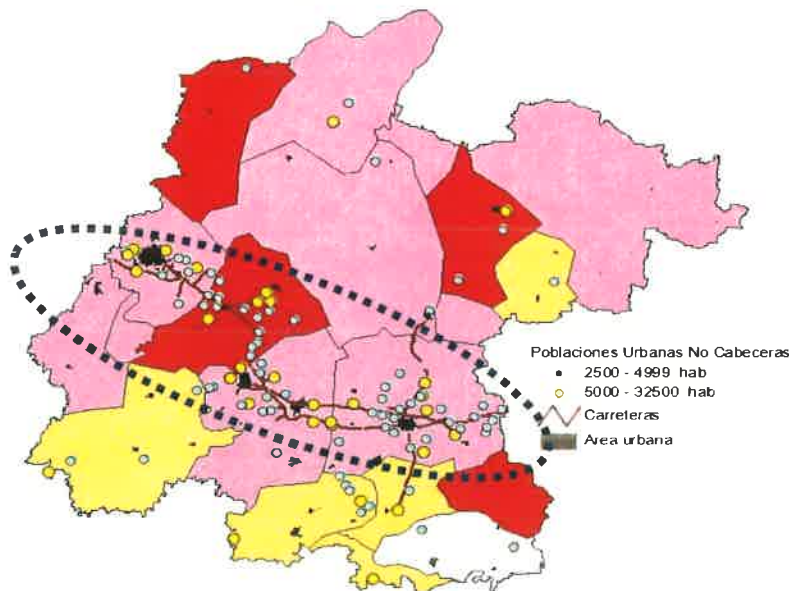 Poblaciones Urbanas No Cabeceras
2500 - 4999 hab
5000 - 32500 hab
Carreteras
Area urbana